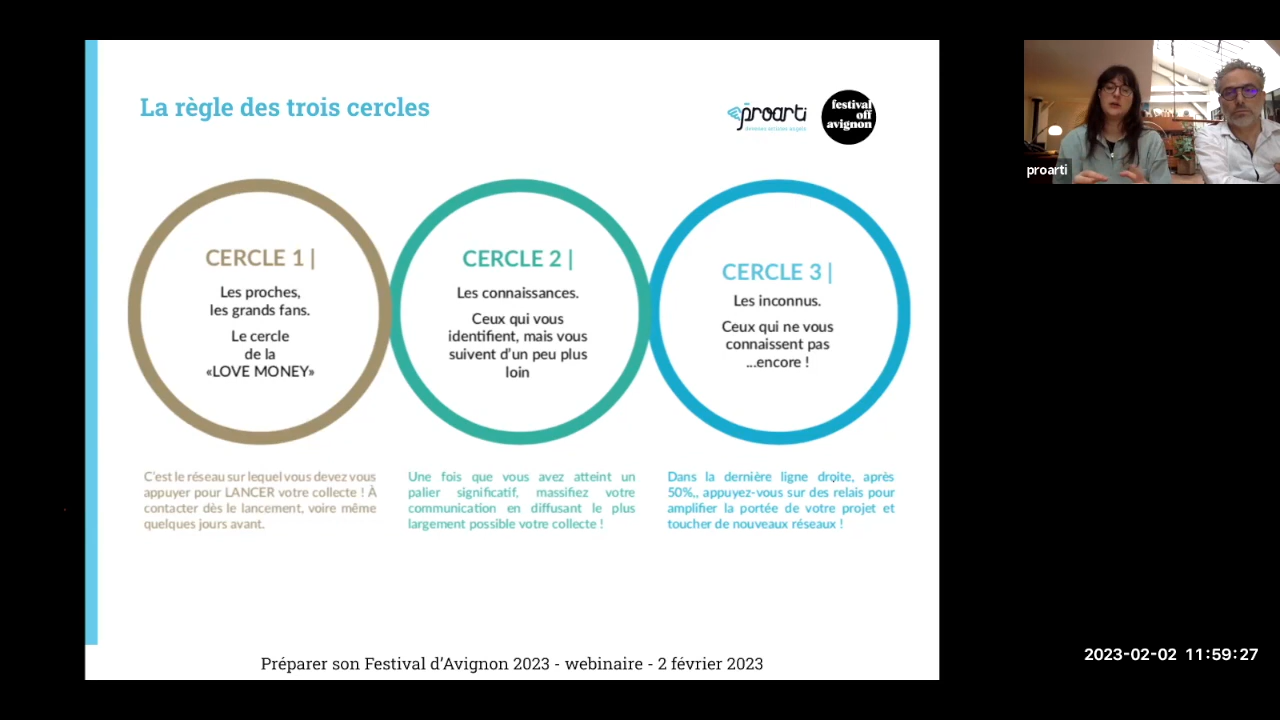 La règle des trois cercles
proarti
festival
off
avignon
CERCLE 1 |
Les proches,
les grands fans.
Le cercle
de la
«LOVE MONEY»
C'est le réseau sur lequel vous devez vous
appuyer pour LANCER votre collecte ! À
contacter dès le lancement, voire même
quelques jours avant.
CERCLE 2 |
Les connaissances.
Ceux qui vous
identifient, mais vous
suivent d'un peu plus
loin
Une fois que vous avez atteint un
palier significatif, massifiez votre
communication en diffusant le plus
largement possible votre collecte !
CERCLE 3 |
Les inconnus.
Ceux qui ne vous
connaissent pas
...encore !
Dans la dernière ligne droite, après
50%,, appuyez-vous sur des relais pour
amplifier la portée de votre projet et
toucher de nouveaux réseaux !
Préparer son Festival d'Avignon 2023 - webinaire - 2 février 2023
proarti
2023-02-02 11:59:27